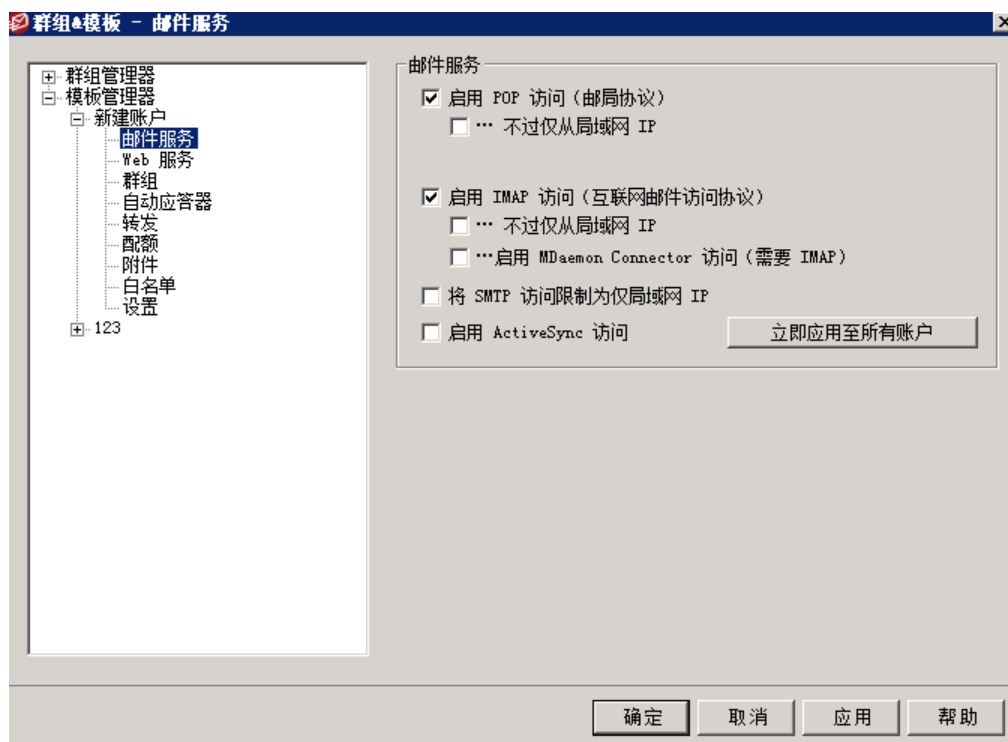 群组&模板 - 邮件服务
群组管理器
模板管理器
新建账户
邮件服务
Web 服务
群组
自动应答器
转发
配额
附件
白名单
设置
123
邮件服务
启用 POP 访问（邮局协议）
… 不过仅从局域网 IP
启用 IMAP 访问（互联网邮件访问协议）
… 不过仅从局域网 IP
…启用 MDaemon Connector 访问（需要 IMAP）
将 SMTP 访问限制为仅局域网 IP
启用 ActiveSync 访问
立即应用至所有账户
确定
取消
应用
帮助